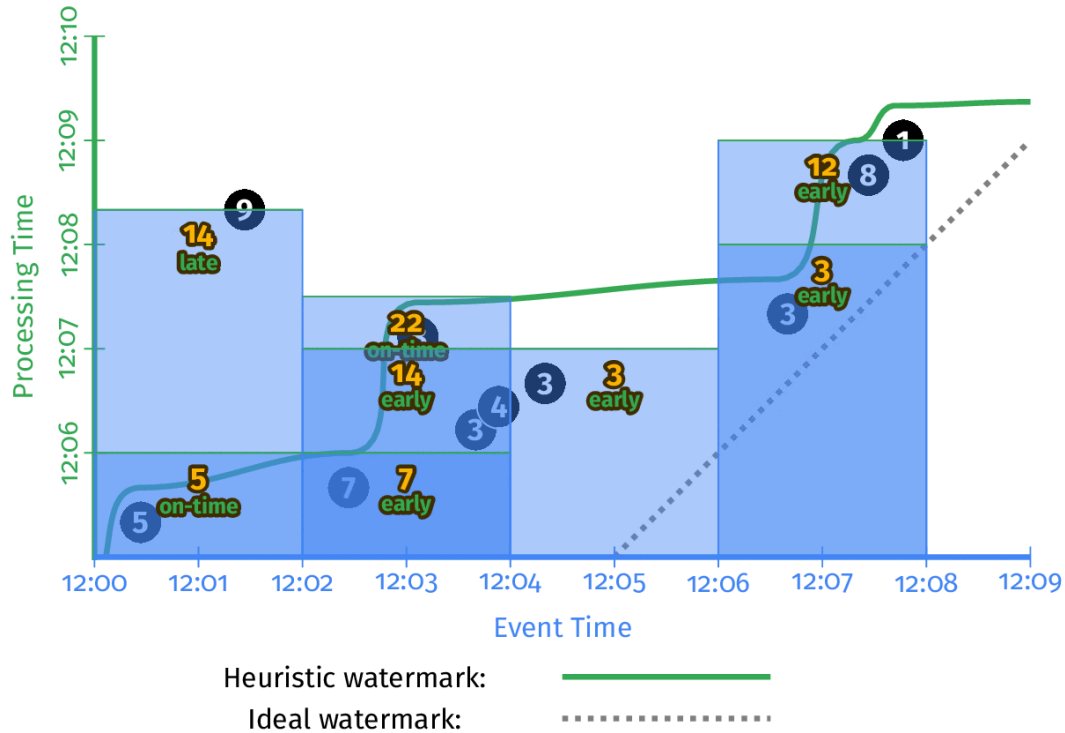 12:10
12:09
12:08
12:07
12:06
Processing Time
9
14
late
5
5
on-time
22
on-time
14
early
3
4
7
7
early
3
3
early
1
8
12
early
3
3
early
12:00
12:01
12:02
12:03
12:04
12:05
12:06
12:07
12:08
12:09
Event Time
Heuristic watermark:
Ideal watermark: